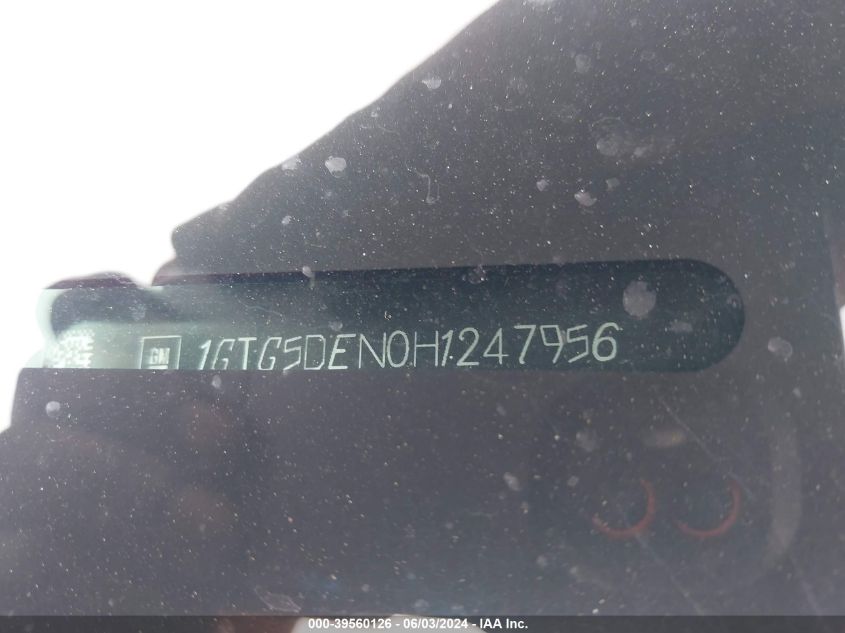 GM 1GTG5DEN0H1247956
000-39560126 - 06/03/2024 - IAA Inc.